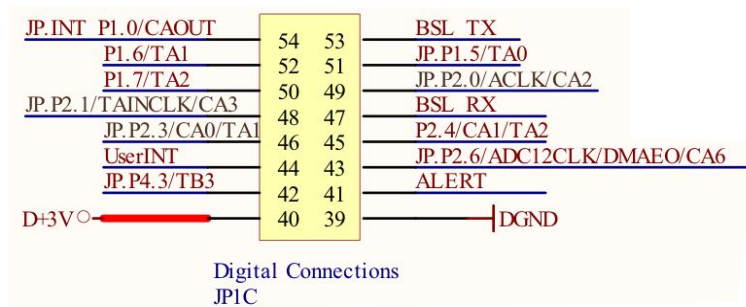 JP.INT P1.0/CAOUT 54 53 BSL TX
P1.6/TA1 52 51 JP.P1.5/TA0
P1.7/TA2 50 49 JP.P2.0/ACLK/CA2
JP.P2.1/TAINCLK/CA3 48 47 BSL RX
JP.P2.3/CA0/TA1 46 45 P2.4/CA1/TA2
UserINT 44 43 JP.P2.6/ADC12CLK/DMAEO/CA6
JP.P4.3/TB3 42 41 ALERT
D+3V 40 39 DGND
Digital Connections
JP1C